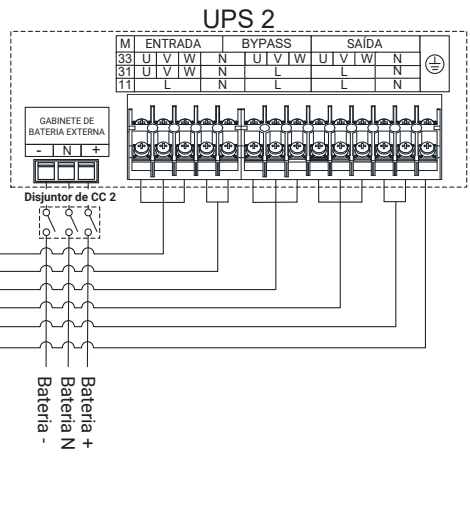 UPS 2
M ENTRADA BYPASS SAÍDA
33 U V W N U V W U V W N
31 U V W N L L N
11 L N L L N
GABINETE DE
BATERIA EXTERNA
- N +
Disjuntor de CC 2
Bateria -
Bateria N
Bateria +